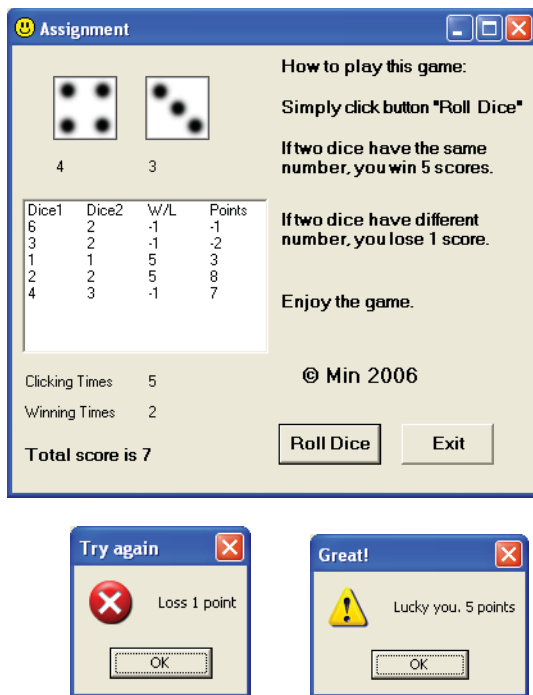 Assignment
4 3
Dice1 Dice2 W/L Points
6 2 -1 -1
3 2 -1 -2
1 1 5 3
2 2 5 8
4 3 -1 7
Clicking Times 5
Winning Times 2
Total score is 7
How to play this game:
Simply click button "Roll Dice"
If two dice have the same
number, you win 5 scores.
If two dice have different
number, you lose 1 score.
Enjoy the game.
© Min 2006
Roll Dice Exit
Try again
Loss 1 point
OK
Great!
Lucky you. 5 points
OK